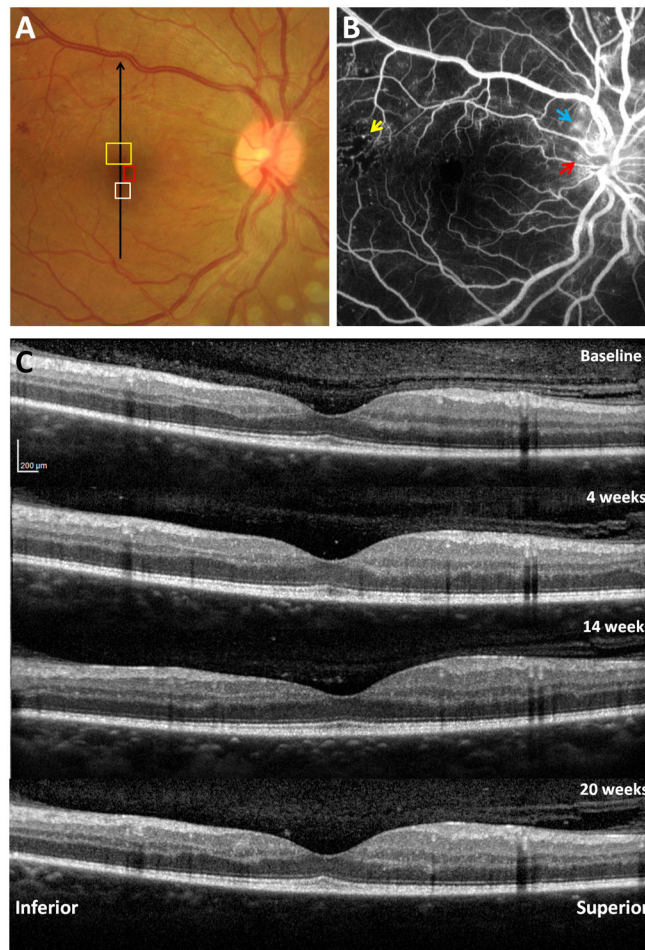 A
B
C
Baseline
200 µm
4 weeks
14 week
20 weeks
Inferior
Superior